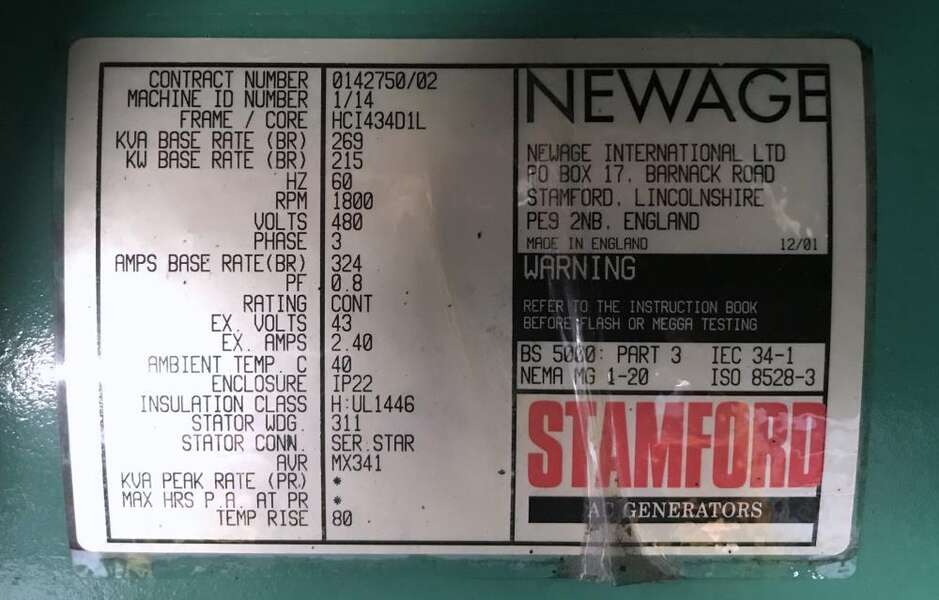 CONTRACT NUMBER 0142750/02
MACHINE ID NUMBER 1/14
FRAME / CORE HCI434D1L
KVA BASE RATE (BR) 269
KW BASE RATE (BR) 215
HZ 60
RPM 1800
VOLTS 480
PHASE 3
AMPS BASE RATE(BR) 324
PF 0.8
RATING CONT
EX. VOLTS 43
EX. AMPS 2.40
AMBIENT TEMP. C 40
ENCLOSURE IP22
INSULATION CLASS H:UL1446
STATOR WDG. 311
STATOR CONN. SER.STAR
AVR MX341
KVA PEAK RATE (PR) *
MAX HRS P.A. AT PR *
TEMP RISE 80
NEWAGE
NEWAGE INTERNATIONAL LTD
PO BOX 17, BARNACK ROAD
STAMFORD, LINCOLNSHIRE
PE9 2NB, ENGLAND
MADE IN ENGLAND 12/01
WARNING
REFER TO THE INSTRUCTION BOOK
BEFORE FLASH OR MEGGA TESTING
BS 5000: PART 3 IEC 34-1
NEMA MG 1-20 ISO 8528-3
STAMFORD
AC GENERATORS